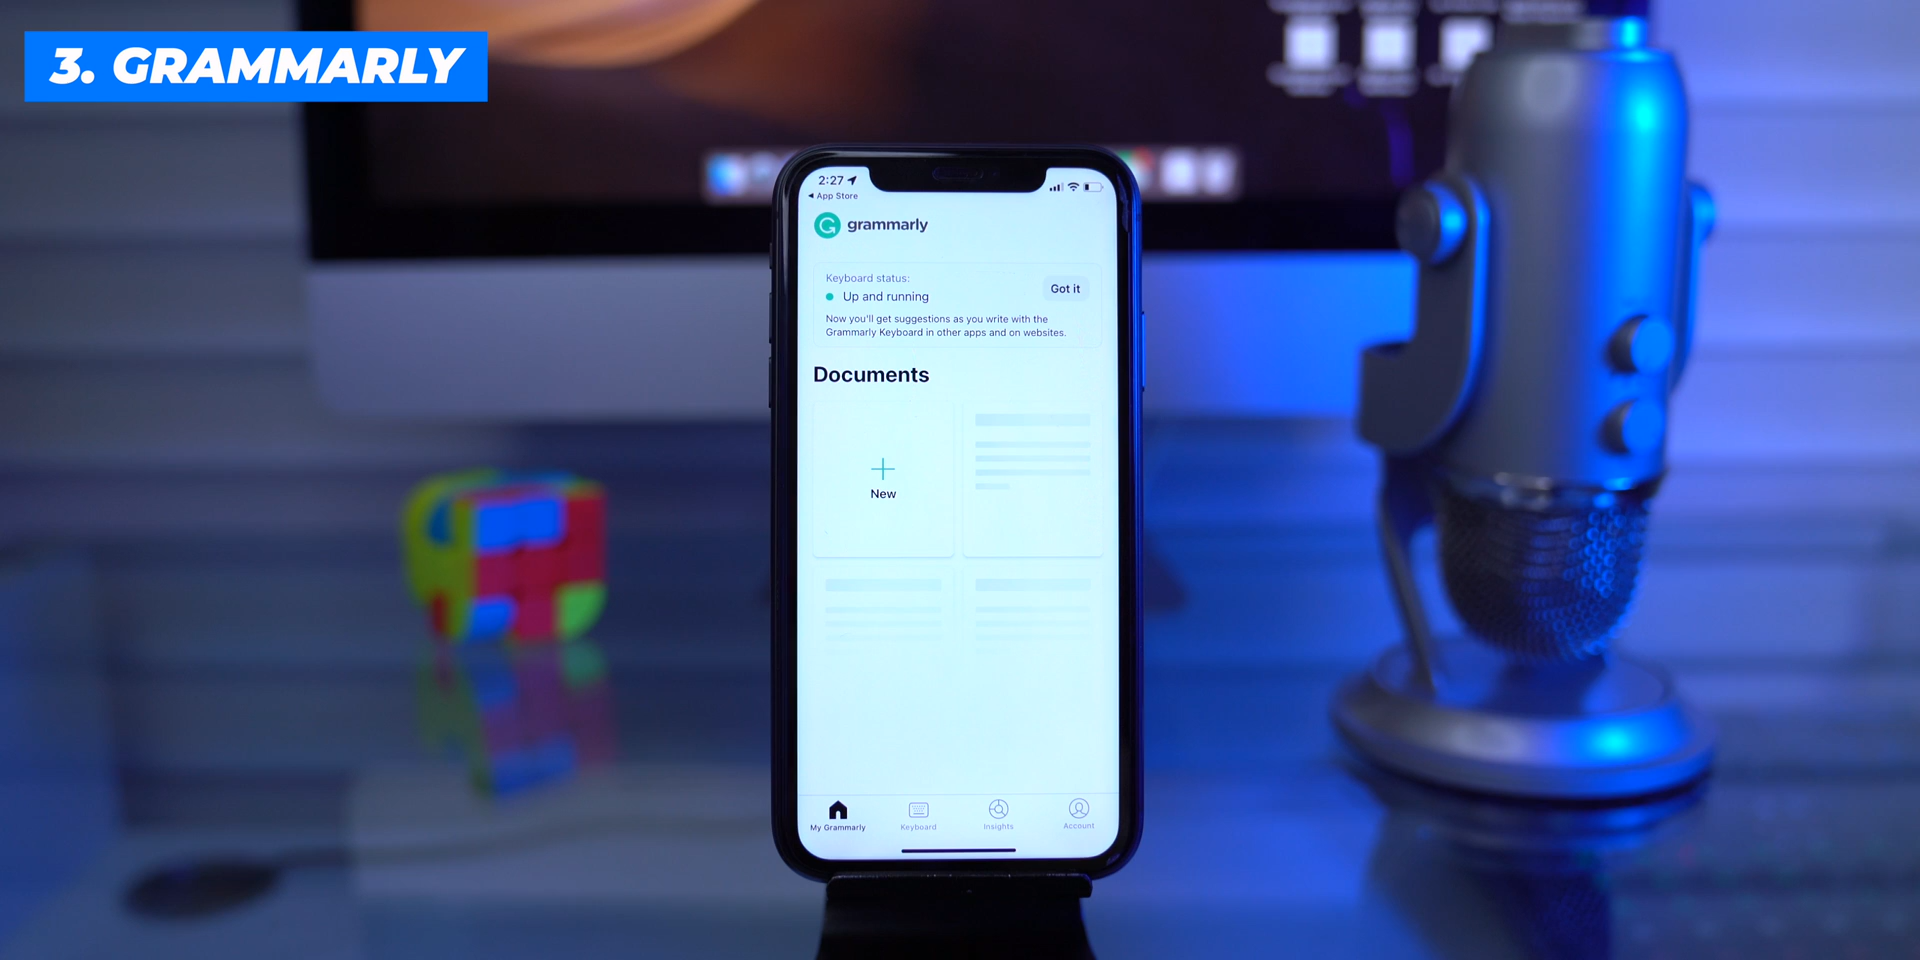 3. GRAMMARLY
2:27
App Store
grammarly
Keyboard status:
Up and running
Got it
Now you'll get suggestions as you write with the
Grammarly Keyboard in other apps and on websites.
Documents
New
My Grammarly
Keyboard
Insights
Account